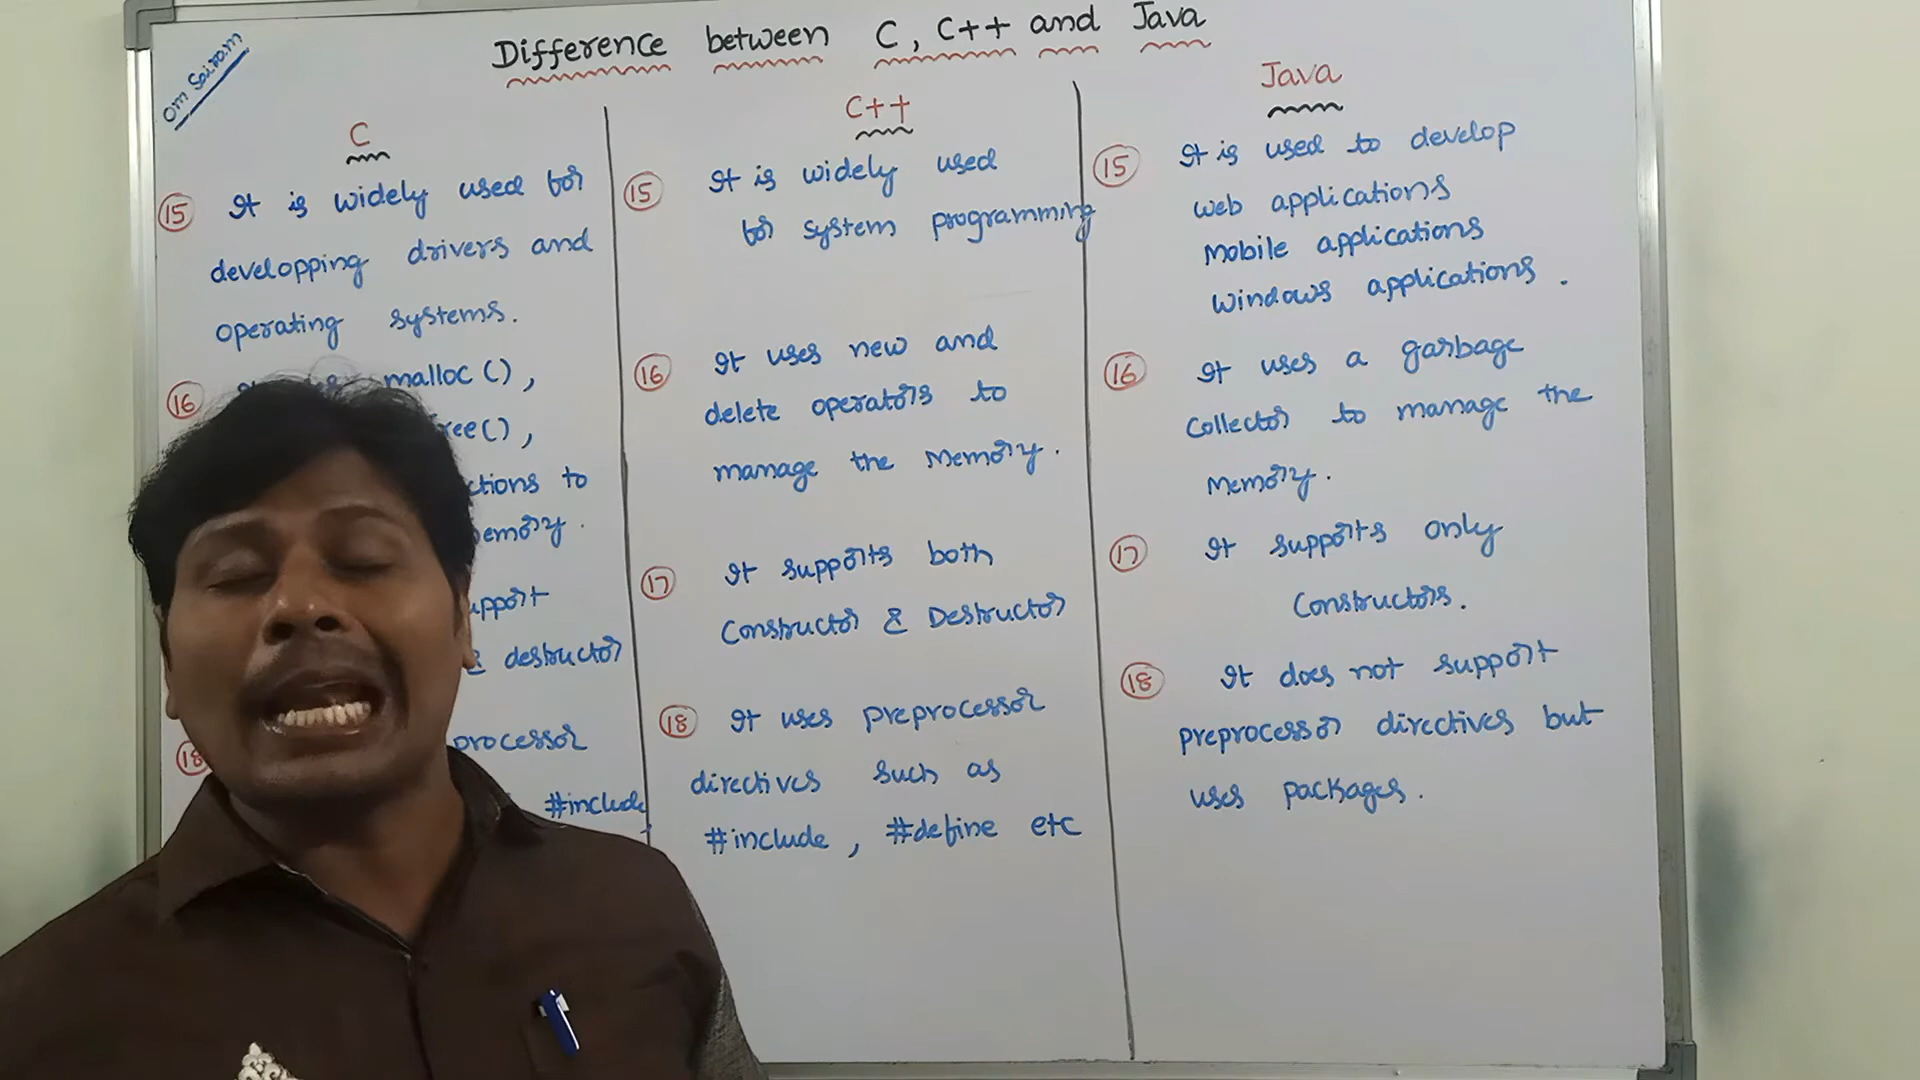 Om Sairam
Difference between C, C++ and Java
C
15 It is widely used for
developping drivers and
operating systems.
16 malloc(),
free(),
to
memory.
support
& destructor
18
#include
C++
15 It is widely used
for system programming
16 It uses new and
delete operators to
manage the Memory.
17 It supports both
Constructor & Destructor
18 It uses preprocessor
directives such as
#include, #define etc
Java
15 It is used to develop
web applications
Mobile applications
windows applications.
16 It uses a garbage
Collector to manage the
Memory.
17 It supports only
Constructors.
18 It does not support
preprocessor directives but
uses packages.